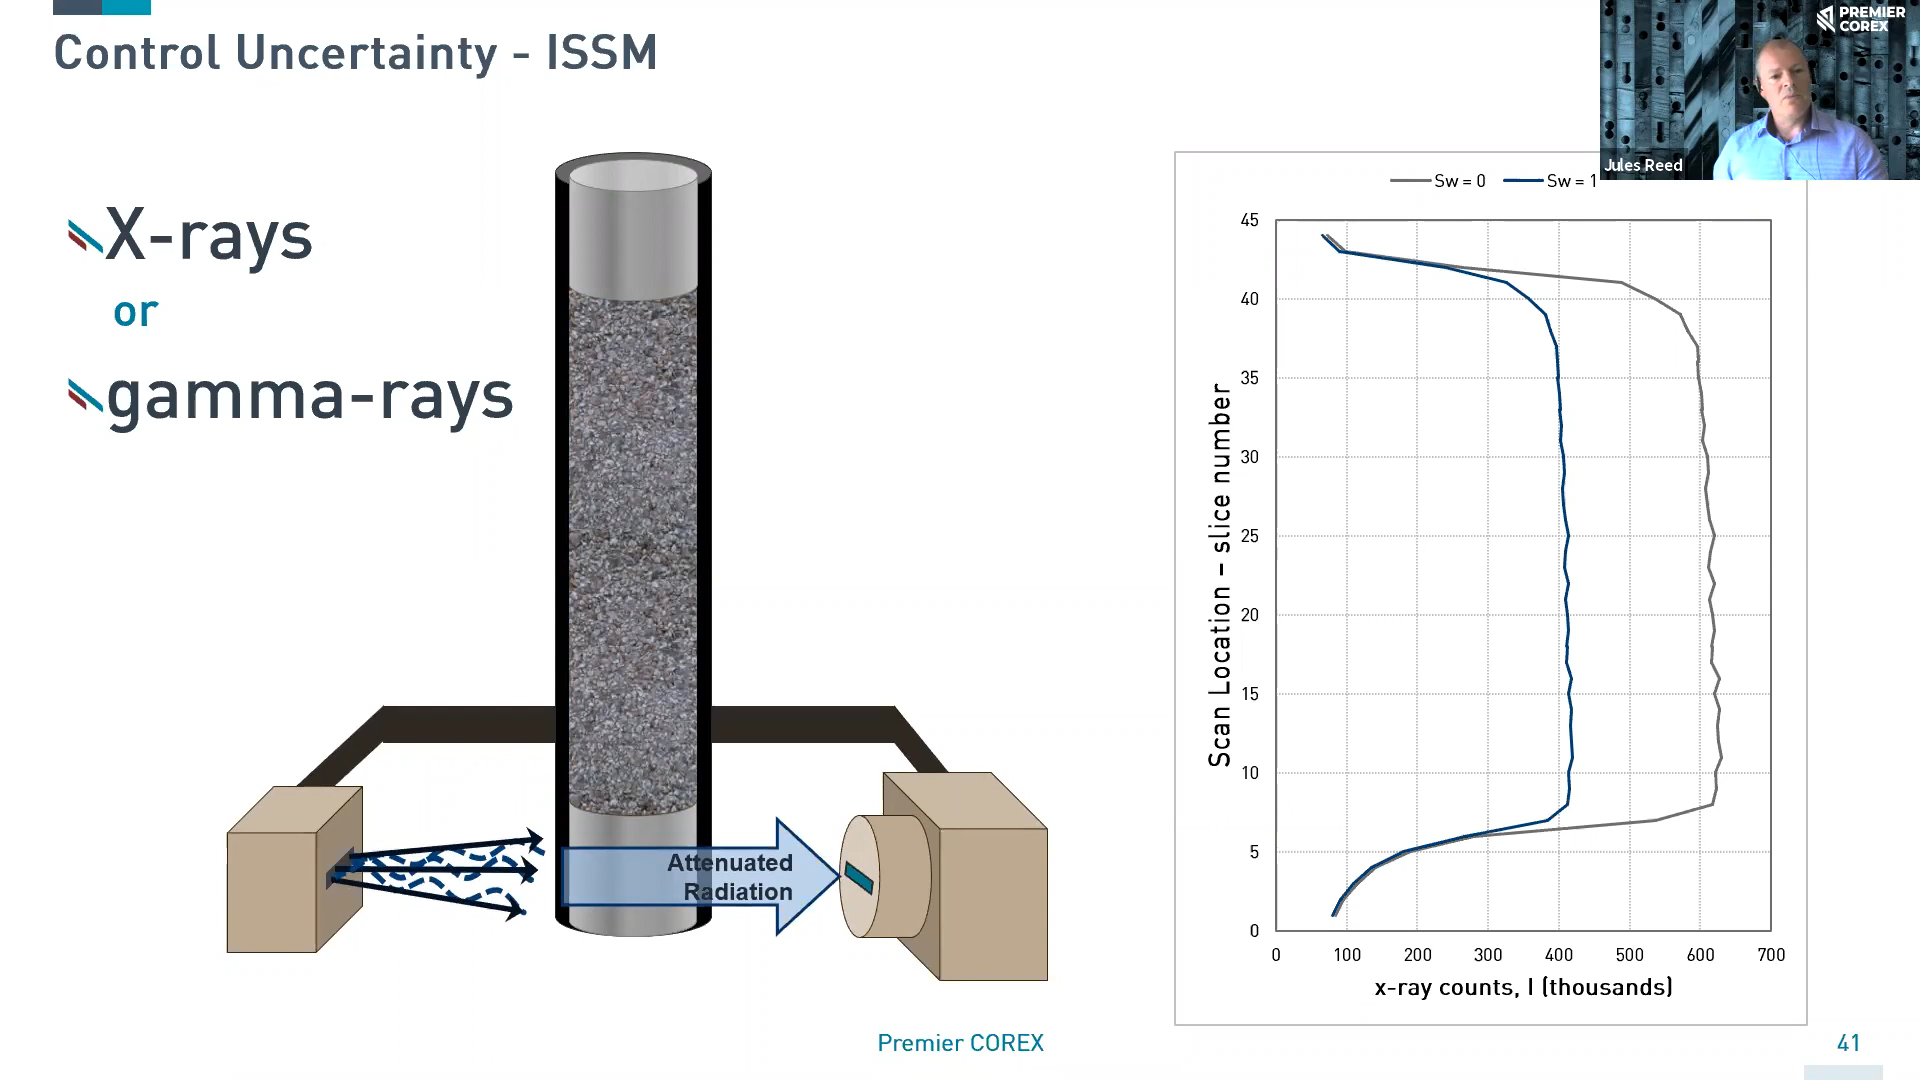 Control Uncertainty - ISSM
PREMIER
COREX
Jules Reed
X-rays
or
gamma-rays
Attenuated
Radiation
Sw = 0
Sw = 1
Scan Location – slice number
45
40
35
30
25
20
15
10
5
0
0 100 200 300 400 500 600 700
x-ray counts, I (thousands)
Premier COREX
41